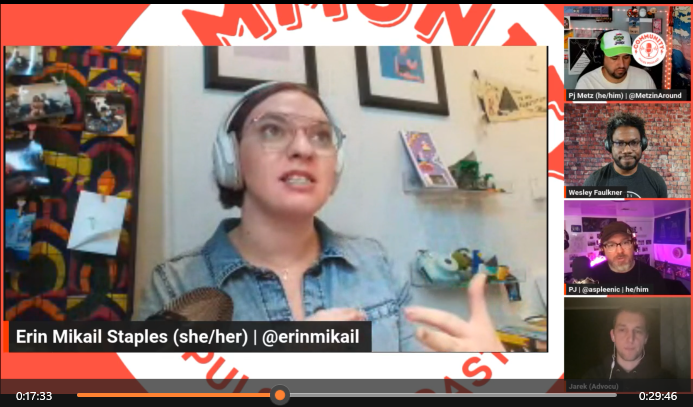 COMMUNITY
Pj Metz (he/him) | @MetzinAround
Wesley Faulkner
PJ | @aspleenic | he/him
Erin Mikail Staples (she/her) | @erinmikail
Jarek (Advocu)
0:17:33
0:29:46